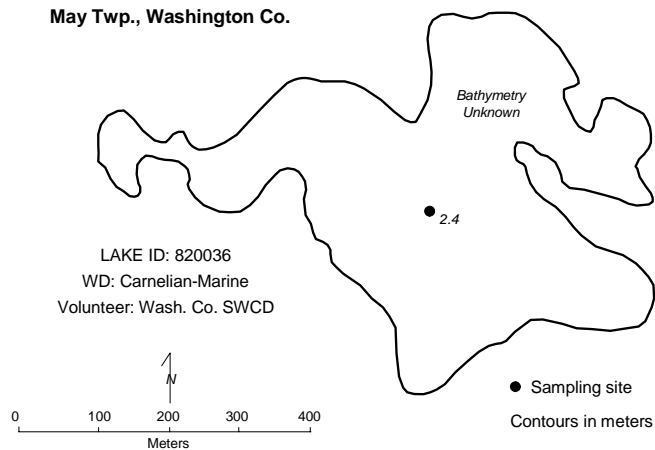 May Twp., Washington Co.
Bathymetry
Unknown
2.4
LAKE ID: 820036
WD: Carnelian-Marine
Volunteer: Wash. Co. SWCD
N
Sampling site
0 100 200 300 400
Meters
Contours in meters